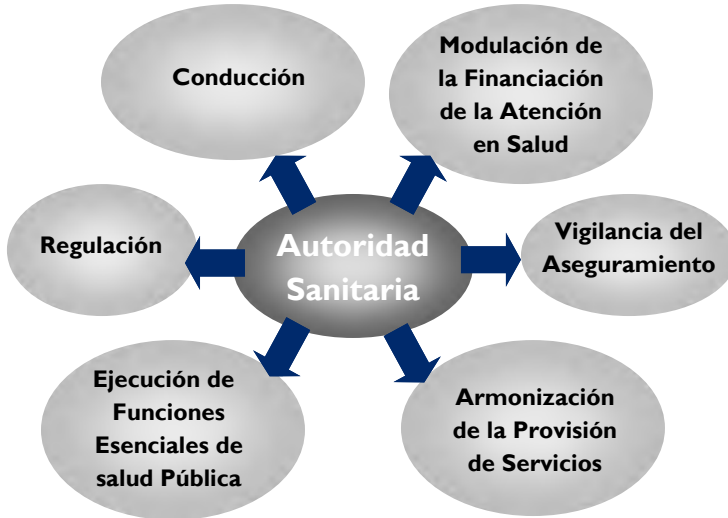 Conducción
Modulación de
la Financiación
de la Atención
en Salud
Regulación
Autoridad
Sanitaria
Vigilancia del
Aseguramiento
Ejecución de
Funciones
Esenciales de
salud Pública
Armonización
de la Provisión
de Servicios